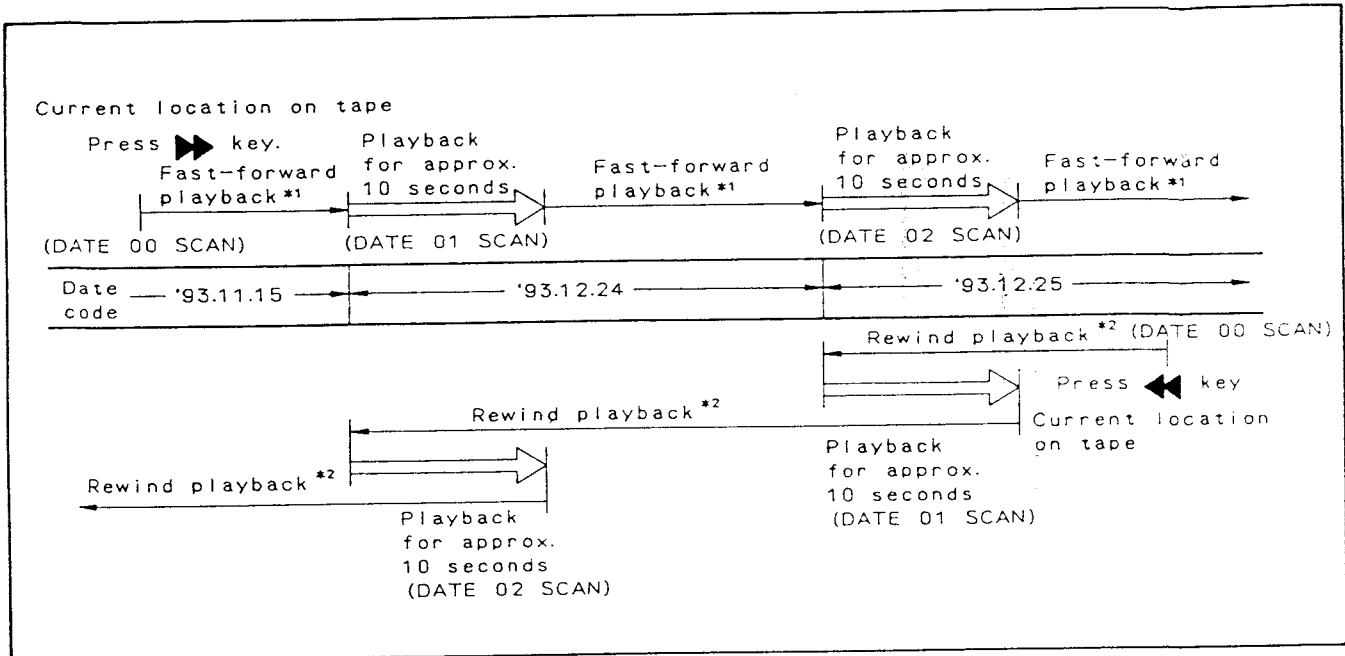 Current location on tape
Press ▶▶ key.
Fast-forward
playback*1
Playback
for approx.
10 seconds
Fast-forward
playback*1
Playback
for approx.
10 seconds
Fast-forward
playback*1
(DATE 00 SCAN)
(DATE 01 SCAN)
(DATE 02 SCAN)
Date
code
'93.11.15
'93.12.24
'93.12.25
Rewind playback*2 (DATE 00 SCAN)
Press ◀◀ key
Current location
on tape
Rewind playback*2
Playback
for approx.
10 seconds
(DATE 01 SCAN)
Rewind playback*2
Playback
for approx.
10 seconds
(DATE 02 SCAN)